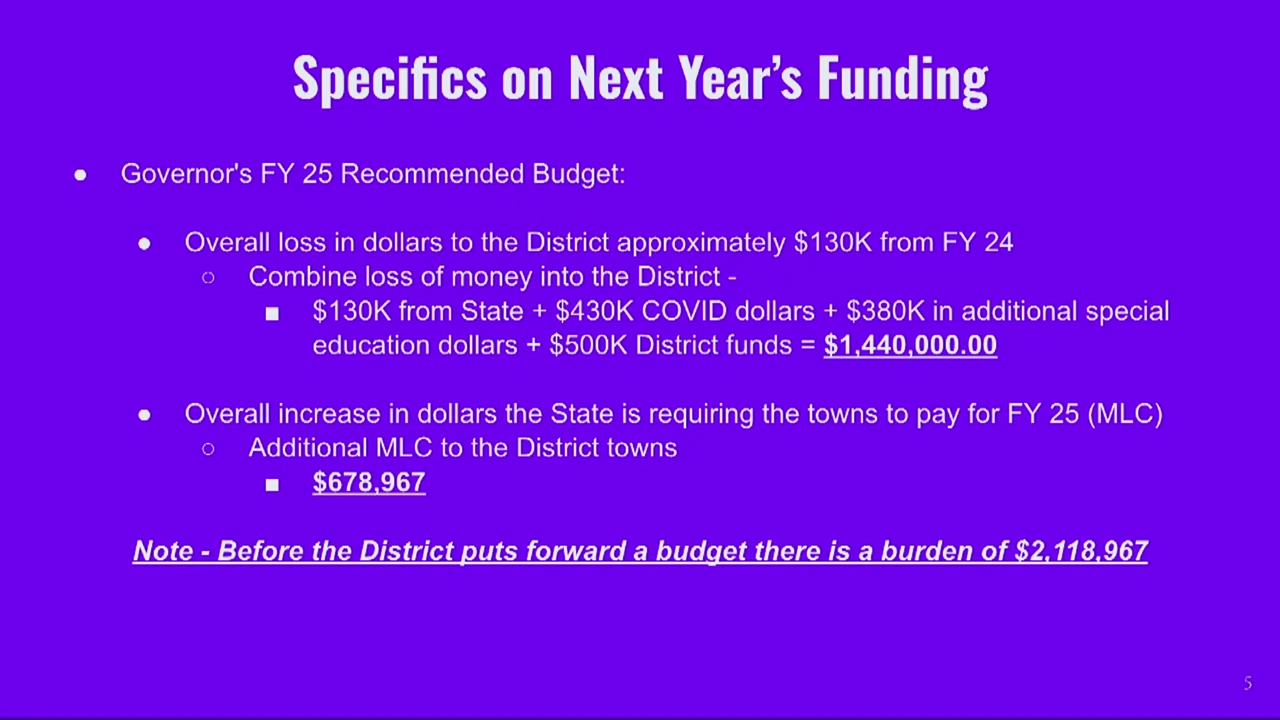 Specifics on Next Year’s Funding
● Governor's FY 25 Recommended Budget:
● Overall loss in dollars to the District approximately $130K from FY 24
○ Combine loss of money into the District -
■ $130K from State + $430K COVID dollars + $380K in additional special
education dollars + $500K District funds = $1,440,000.00
● Overall increase in dollars the State is requiring the towns to pay for FY 25 (MLC)
○ Additional MLC to the District towns
■ $678,967
Note - Before the District puts forward a budget there is a burden of $2,118,967
5